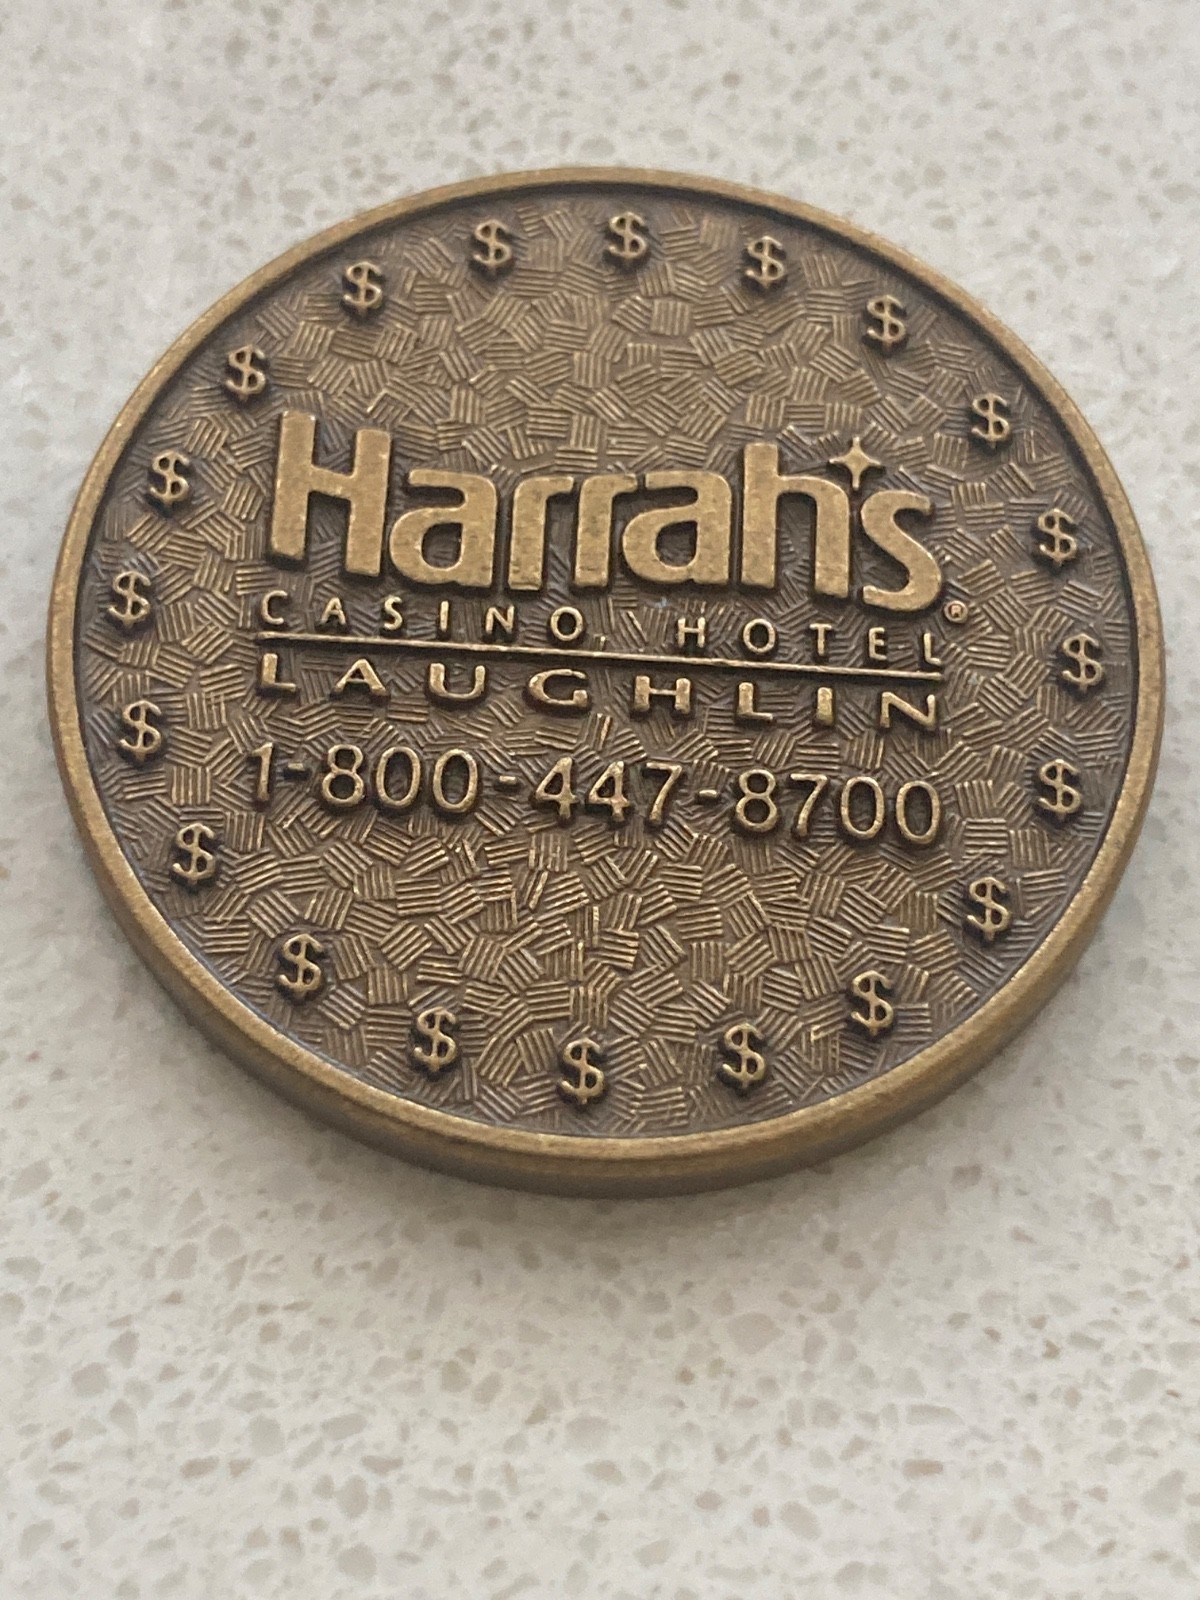 $ $ $ $ $ $ $ $ $ $ $ $ $ $ $ $ $ $ $ $
Harrah's
CASINO HOTEL®
LAUGHLIN
1-800-447-8700